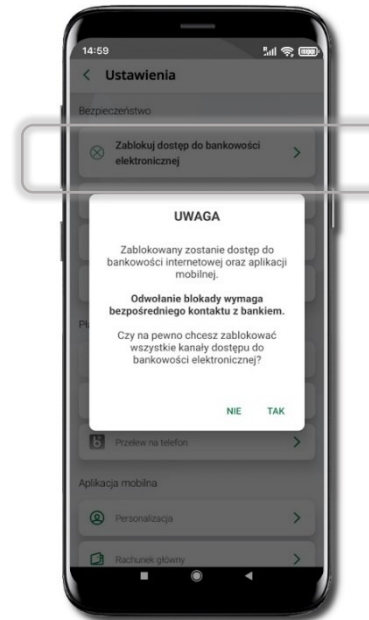 14:59
Ustawienia
Bezpieczeństwo
Zablokuj dostęp do bankowości
elektronicznej
UWAGA
Zablokowany zostanie dostęp do
bankowości internetowej oraz aplikacji
mobilnej.
Odwołanie blokady wymaga
bezpośredniego kontaktu z bankiem.
Czy na pewno chcesz zablokować
wszystkie kanały dostępu do
bankowości elektronicznej?
NIE TAK
Przelew na telefon
Aplikacja mobilna
Personalizacja
Rachunek główny